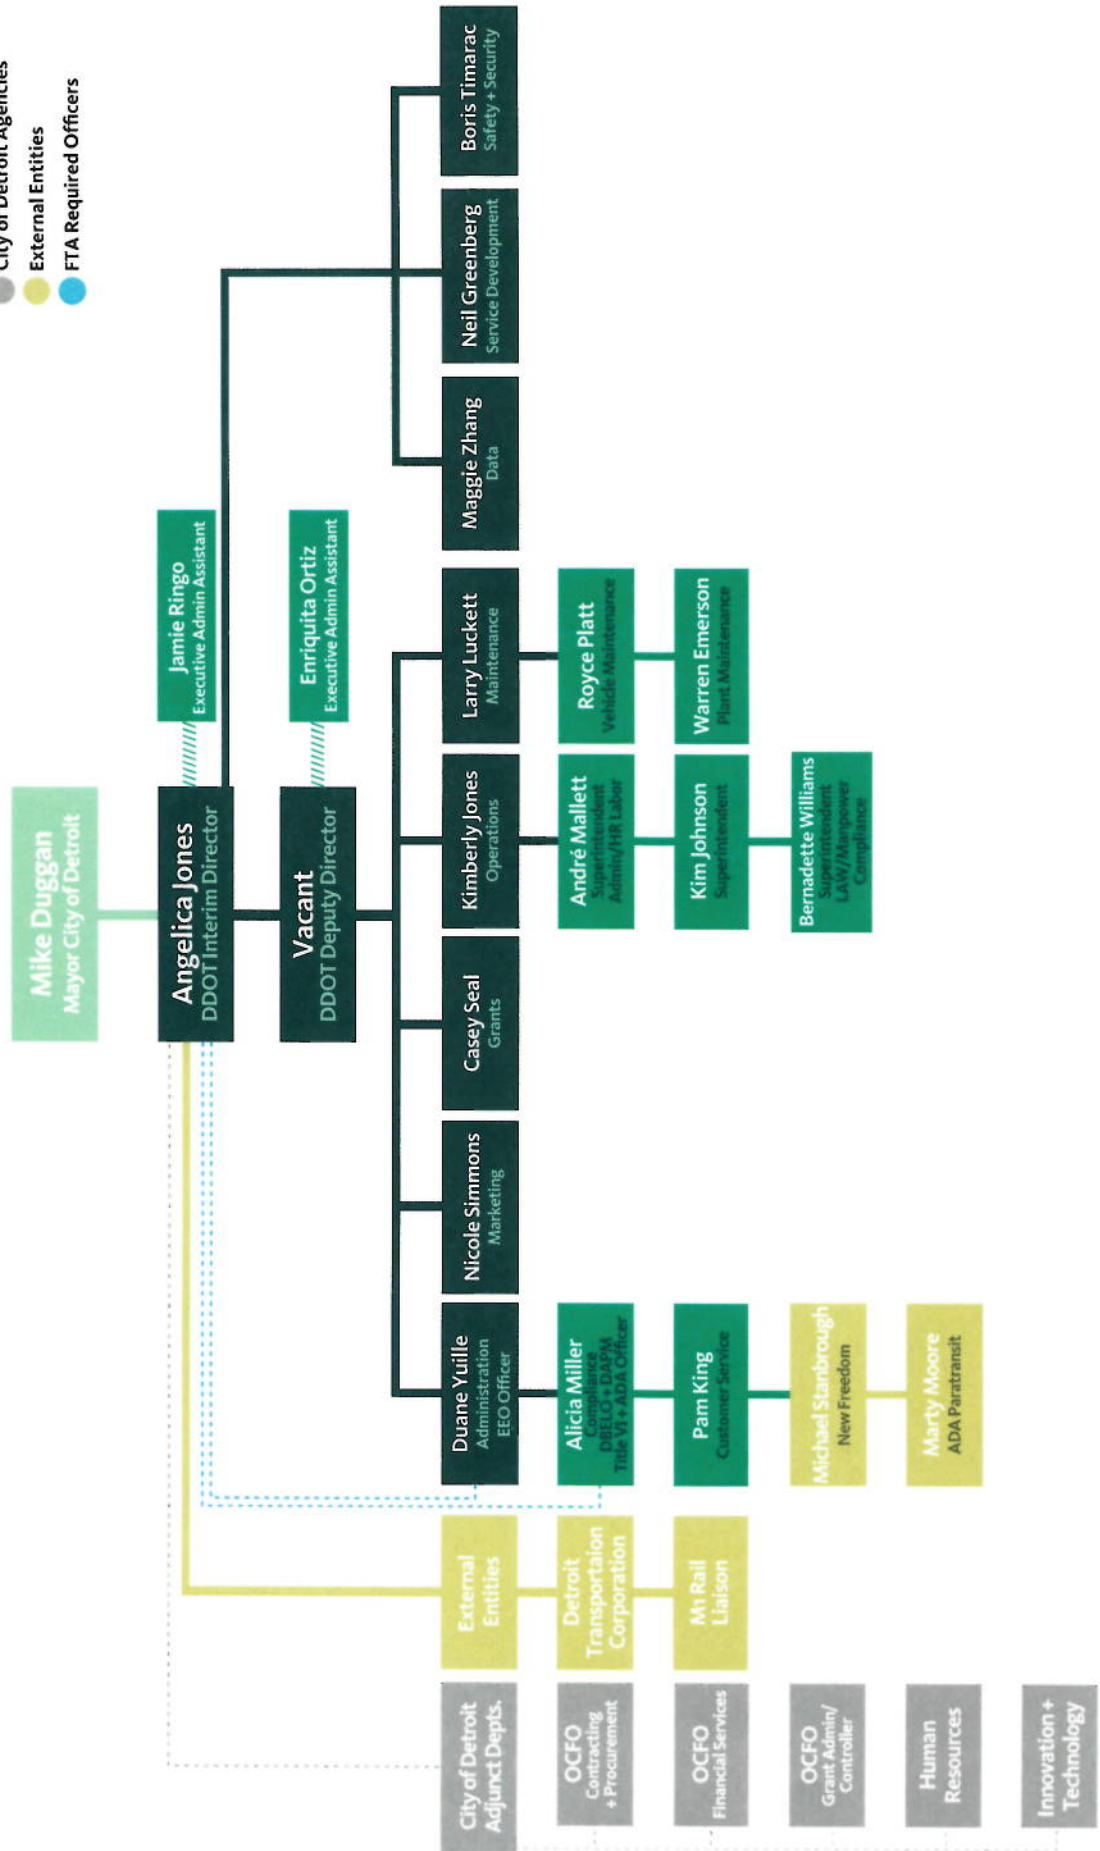 City of Detroit Agencies
External Entities
FTA Required Officers
Mike Duggan
Mayor City of Detroit
Angelica Jones
DDOT Interim Director
Jamie Ringo
Executive Admin Assistant
Vacant
DDOT Deputy Director
Enriquita Ortiz
Executive Admin Assistant
City of Detroit
Adjunct Depts.
OCFO
Contracting
+ Procurement
OCFO
Financial Services
OCFO
Grant Admin/
Controller
Human
Resources
Innovation +
Technology
External
Entities
Detroit
Transportaion
Corporation
M1 Rail
Liaison
Duane Yuille
Administration
EEO Officer
Alicia Miller
Compliance
DBELO + DAPM
Title VI + ADA Officer
Pam King
Customer Service
Michael Stanbrough
New Freedom
Marty Moore
ADA Paratransit
Nicole Simmons
Marketing
Casey Seal
Grants
Kimberly Jones
Operations
André Mallett
Superintendent
Admin/HR Labor
Kim Johnson
Superintendent
Bernadette Williams
Superintendent
LAW/Manpower
Compliance
Larry Luckett
Maintenance
Royce Platt
Vehicle Maintenance
Warren Emerson
Plant Maintenance
Maggie Zhang
Data
Neil Greenberg
Service Development
Boris Timarac
Safety + Security